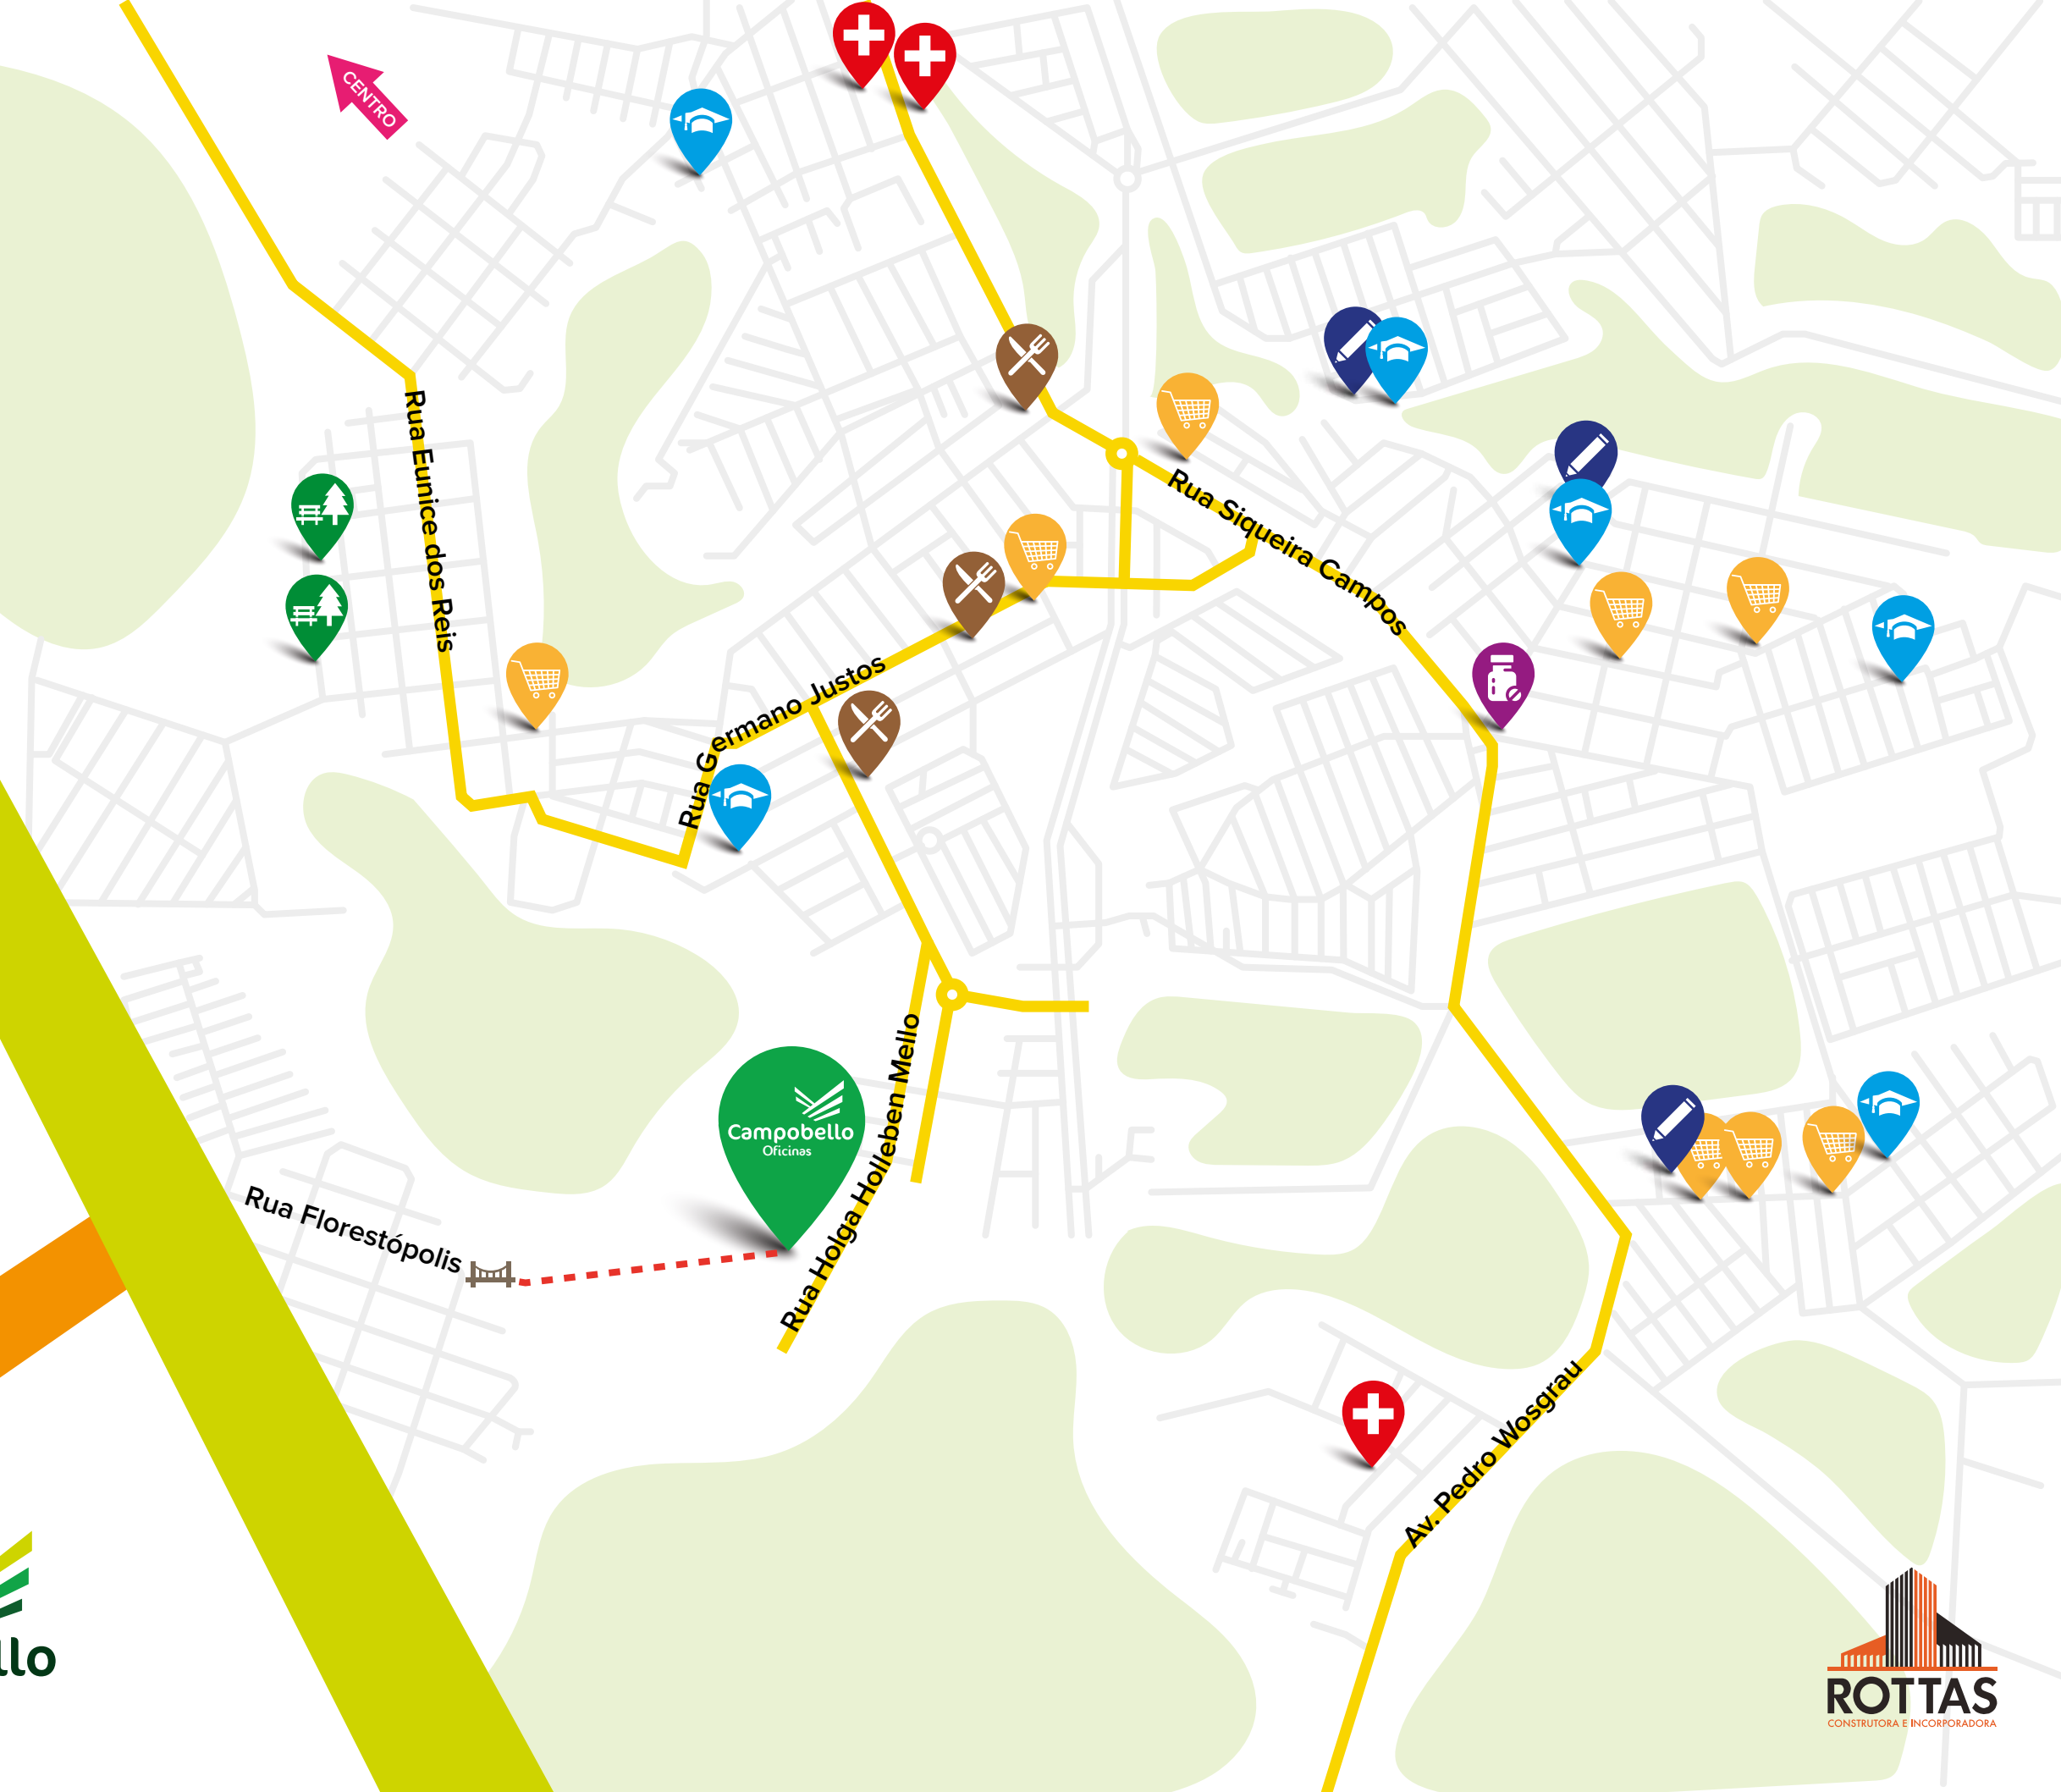 CENTRO
Rua Eunice dos Reis
Rua Siqueira Campos
Rua Germano Justos
Rua Holga Holleben Mello
Campobello
Oficinas
Rua Florestópolis
Av. Pedro Wosgrau
llo
ROTTAS
CONSTRUTORA E INCORPORADORA